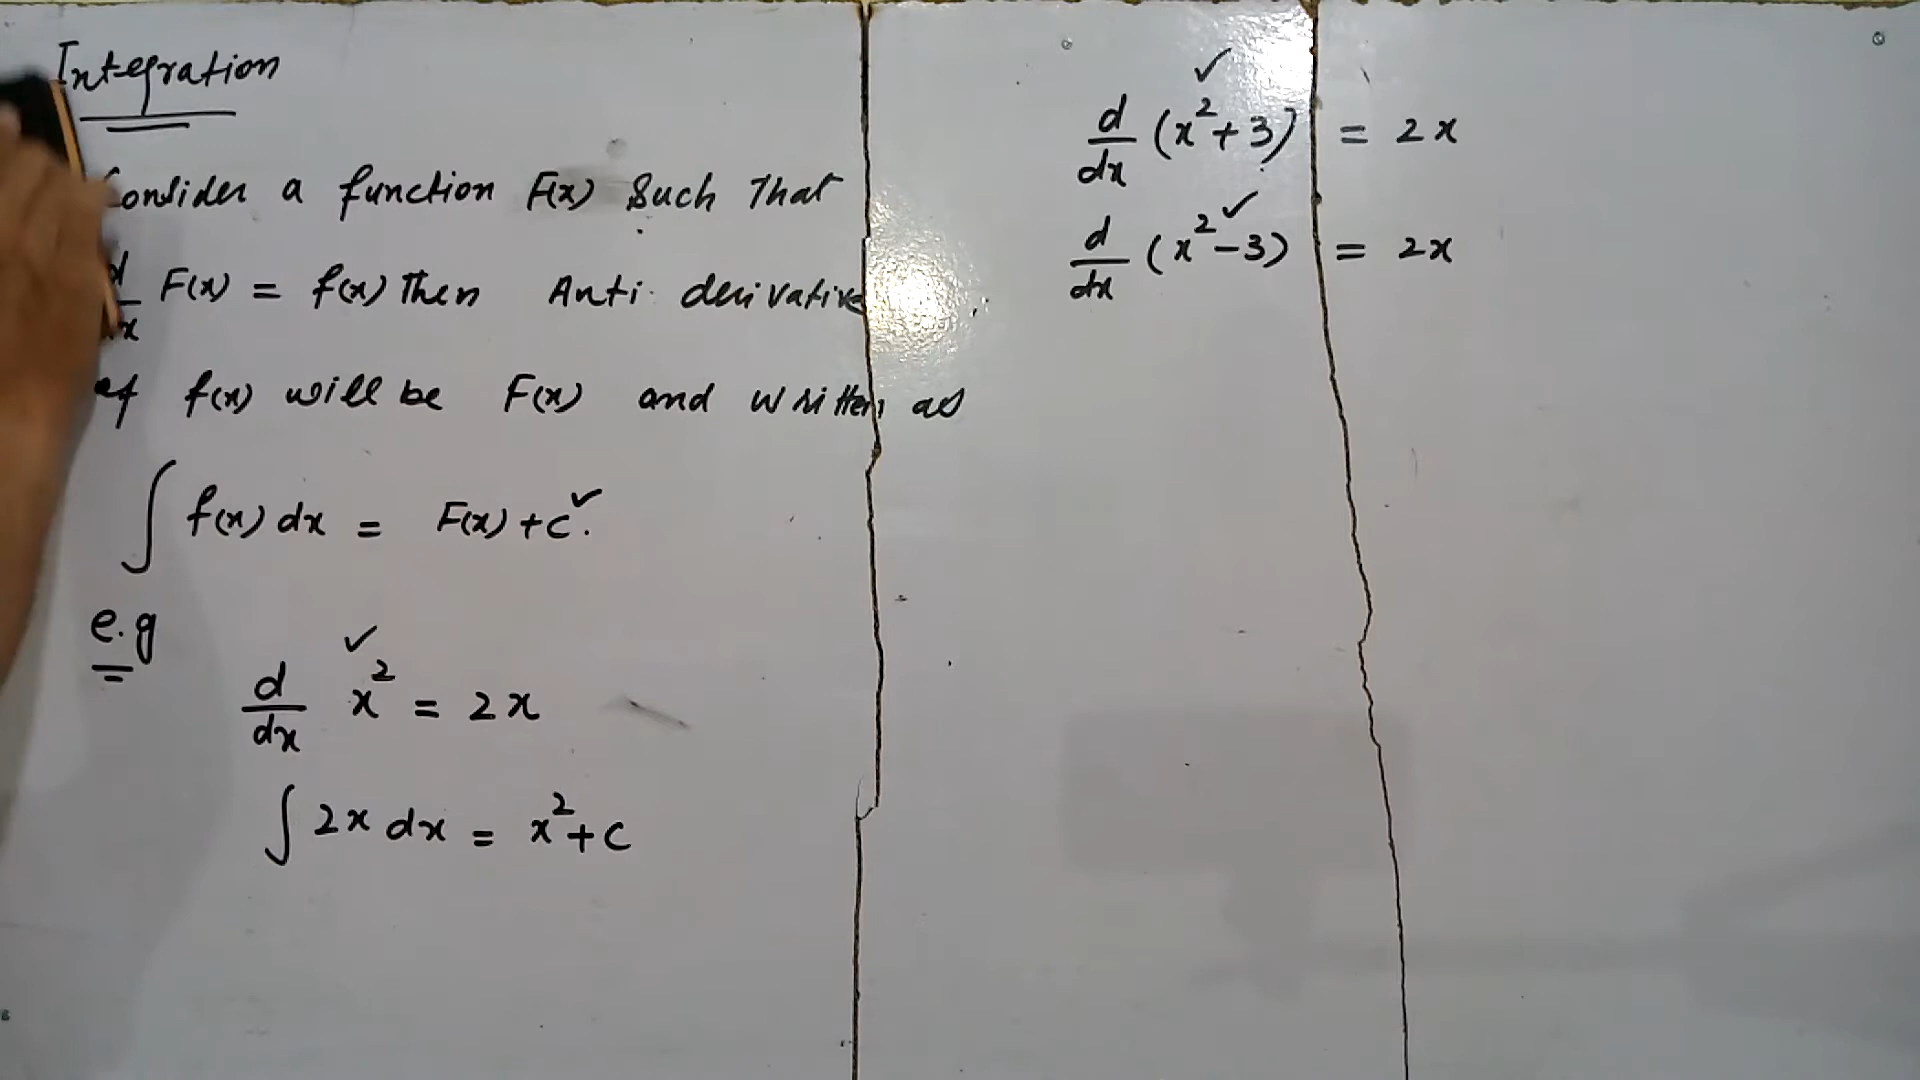 Integration
Consider a function F(x) Such That
d/dx F(x) = f(x) Then Anti derivative
of f(x) will be F(x) and written as
∫ f(x) dx = F(x) + c ✓.
e.g
d/dx x² ✓ = 2x
∫ 2x dx = x² + c
d/dx (x² + 3) ✓ = 2x
d/dx (x² - 3) ✓ = 2x